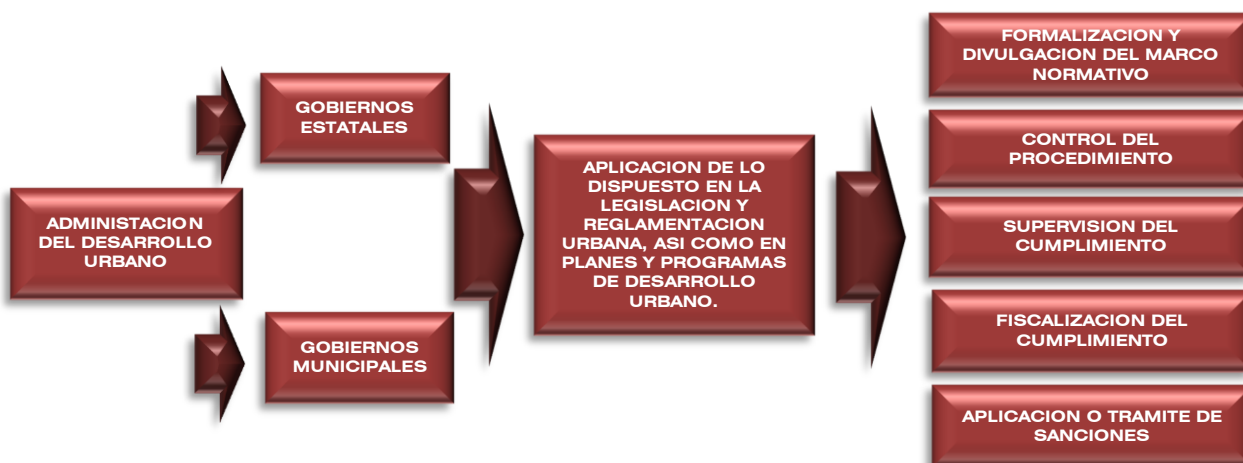 ADMINISTACION
DEL DESARROLLO
URBANO
GOBIERNOS
ESTATALES
GOBIERNOS
MUNICIPALES
APLICACION DE LO
DISPUESTO EN LA
LEGISLACION Y
REGLAMENTACION
URBANA, ASI COMO EN
PLANES Y PROGRAMAS
DE DESARROLLO
URBANO.
FORMALIZACION Y
DIVULGACION DEL MARCO
NORMATIVO
CONTROL DEL
PROCEDIMIENTO
SUPERVISION DEL
CUMPLIMIENTO
FISCALIZACION DEL
CUMPLIMIENTO
APLICACION O TRAMITE DE
SANCIONES